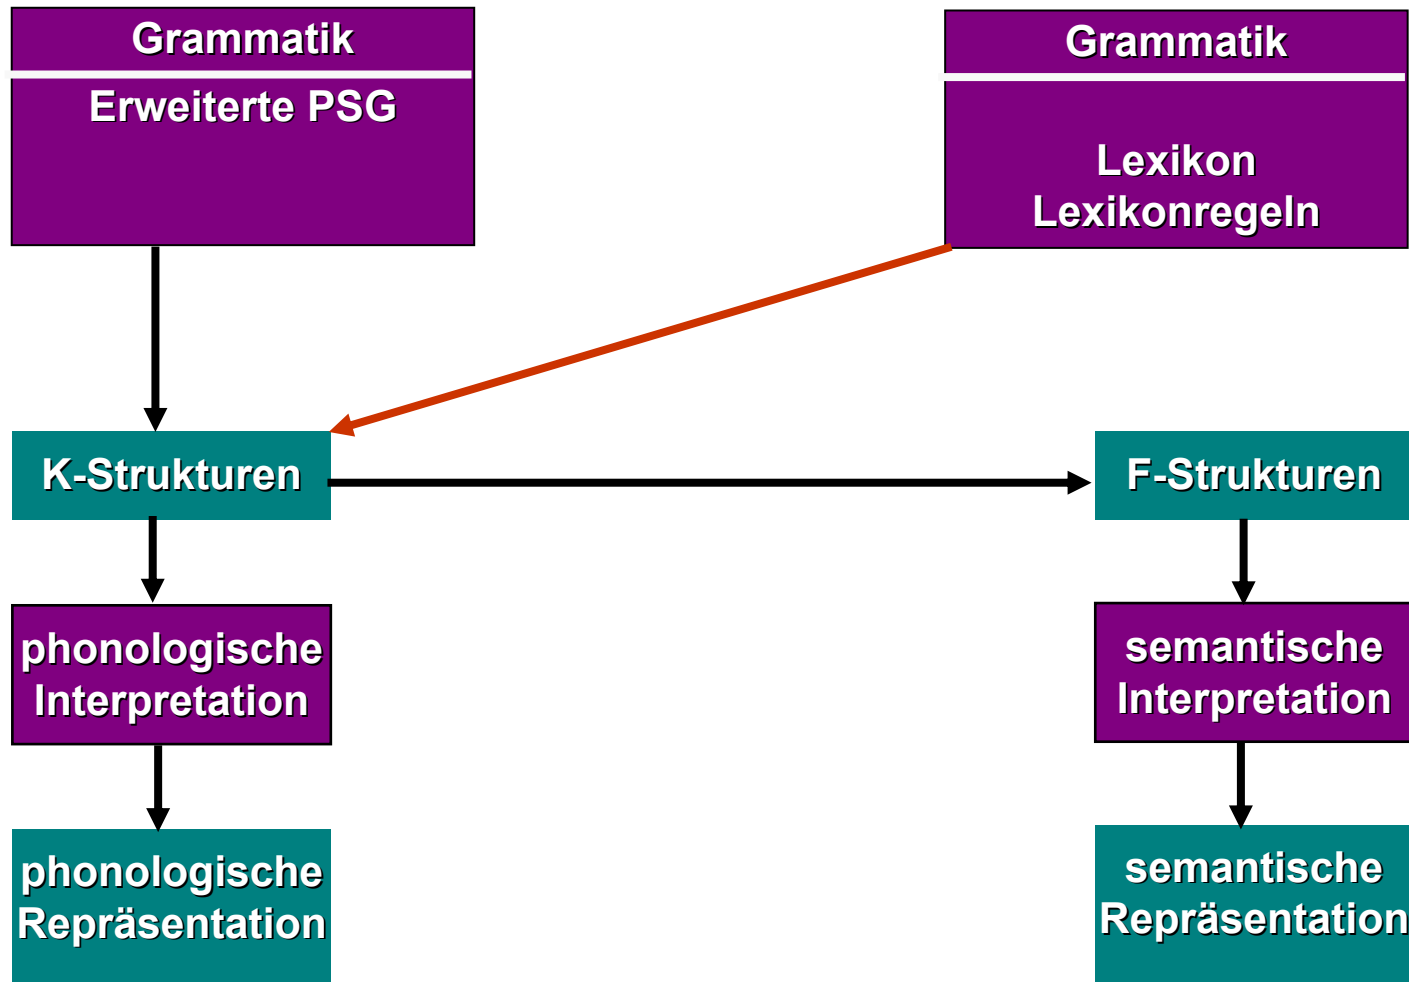 Grammatik
Erweiterte PSG
Grammatik
Lexikon
Lexikonregeln
K-Strukturen
F-Strukturen
phonologische
Interpretation
semantische
Interpretation
phonologische
Repräsentation
semantische
Repräsentation